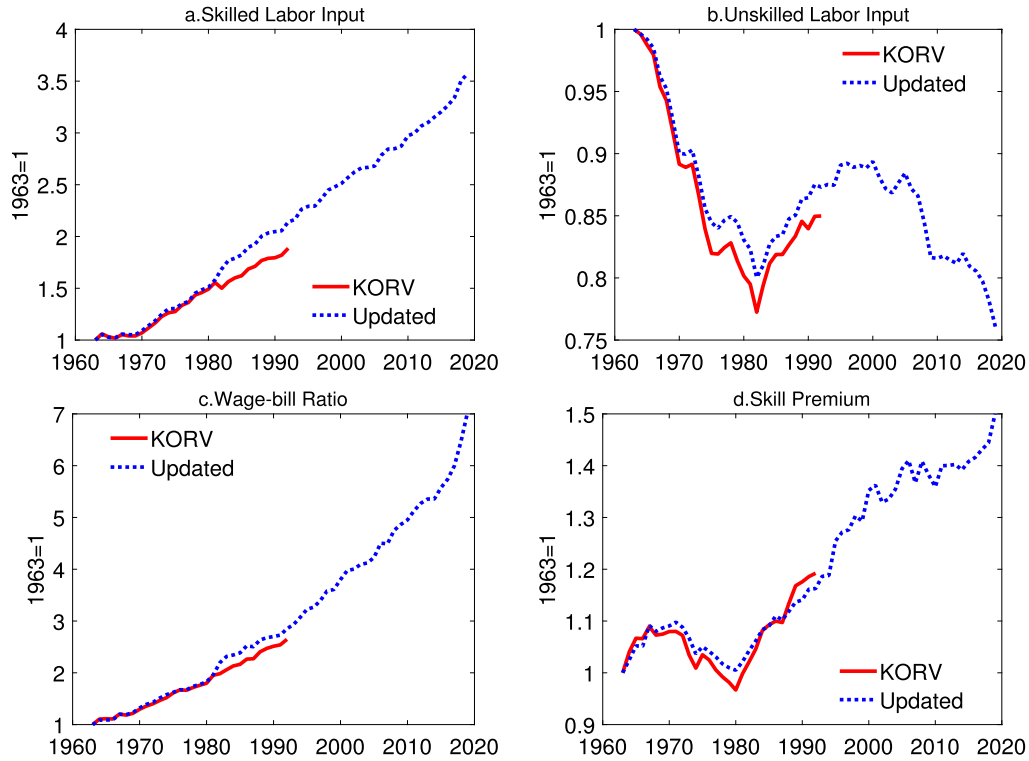 a.Skilled Labor Input
4
3.5
3
2.5
2
1.5
1
1963=1
KORV
Updated
1960 1970 1980 1990 2000 2010 2020
b.Unskilled Labor Input
1
0.95
0.9
0.85
0.8
0.75
1963=1
KORV
Updated
1960 1970 1980 1990 2000 2010 2020
c.Wage-bill Ratio
7
6
5
4
3
2
1
1963=1
KORV
Updated
1960 1970 1980 1990 2000 2010 2020
d.Skill Premium
1.5
1.4
1.3
1.2
1.1
1
0.9
1963=1
KORV
Updated
1960 1970 1980 1990 2000 2010 2020